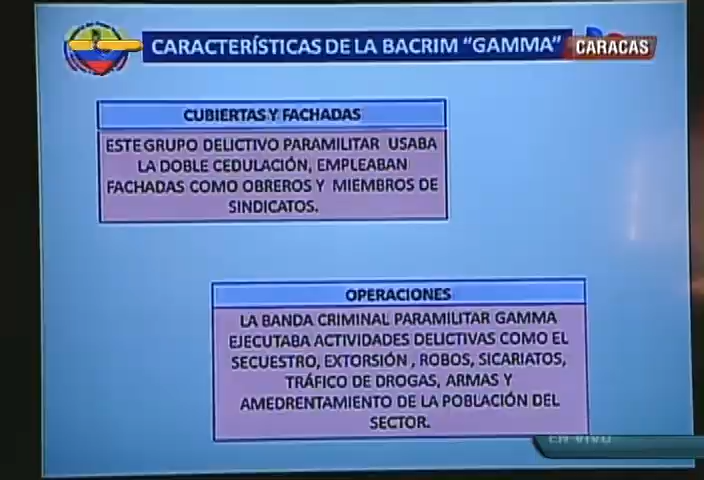 CARACTERÍSTICAS DE LA BACRIM "GAMMA"
CARACAS
CUBIERTAS Y FACHADAS
ESTE GRUPO DELICTIVO PARAMILITAR USABA
LA DOBLE CEDULACIÓN, EMPLEABAN
FACHADAS COMO OBREROS Y MIEMBROS DE
SINDICATOS.
OPERACIONES
LA BANDA CRIMINAL PARAMILITAR GAMMA
EJECUTABA ACTIVIDADES DELICTIVAS COMO EL
SECUESTRO, EXTORSIÓN , ROBOS, SICARIATOS,
TRÁFICO DE DROGAS, ARMAS Y
AMEDRENTAMIENTO DE LA POBLACIÓN DEL
SECTOR.
EN VIVO